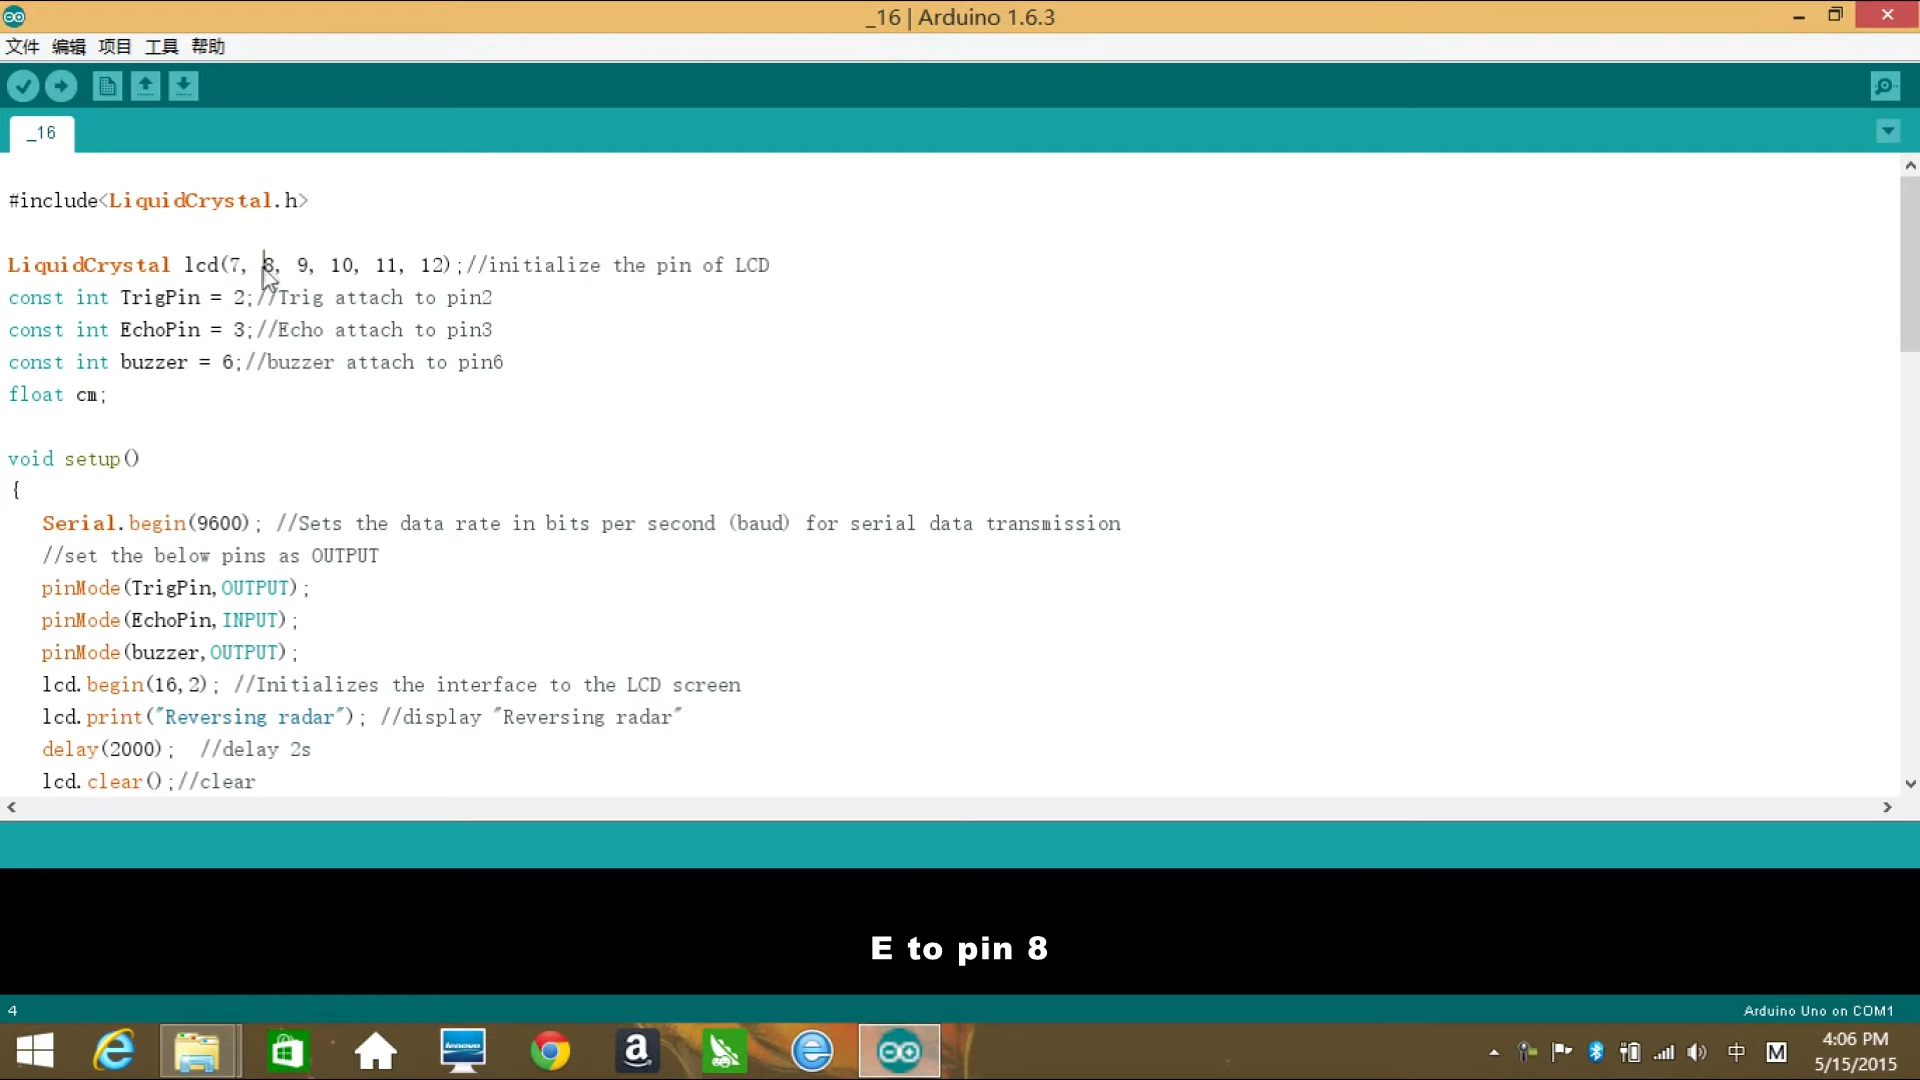 _16 | Arduino 1.6.3
文件 编辑 项目 工具 帮助
_16
#include<LiquidCrystal.h>
LiquidCrystal lcd(7, 8, 9, 10, 11, 12);//initialize the pin of LCD
const int TrigPin = 2;//Trig attach to pin2
const int EchoPin = 3;//Echo attach to pin3
const int buzzer = 6;//buzzer attach to pin6
float cm;
void setup()
{
Serial.begin(9600); //Sets the data rate in bits per second (baud) for serial data transmission
//set the below pins as OUTPUT
pinMode(TrigPin,OUTPUT);
pinMode(EchoPin,INPUT);
pinMode(buzzer,OUTPUT);
lcd.begin(16,2); //Initializes the interface to the LCD screen
lcd.print("Reversing radar"); //display "Reversing radar"
delay(2000);  //delay 2s
lcd.clear();//clear
E to pin 8
4
Arduino Uno on COM1
lenovo
a
中
M
4:06 PM
5/15/2015